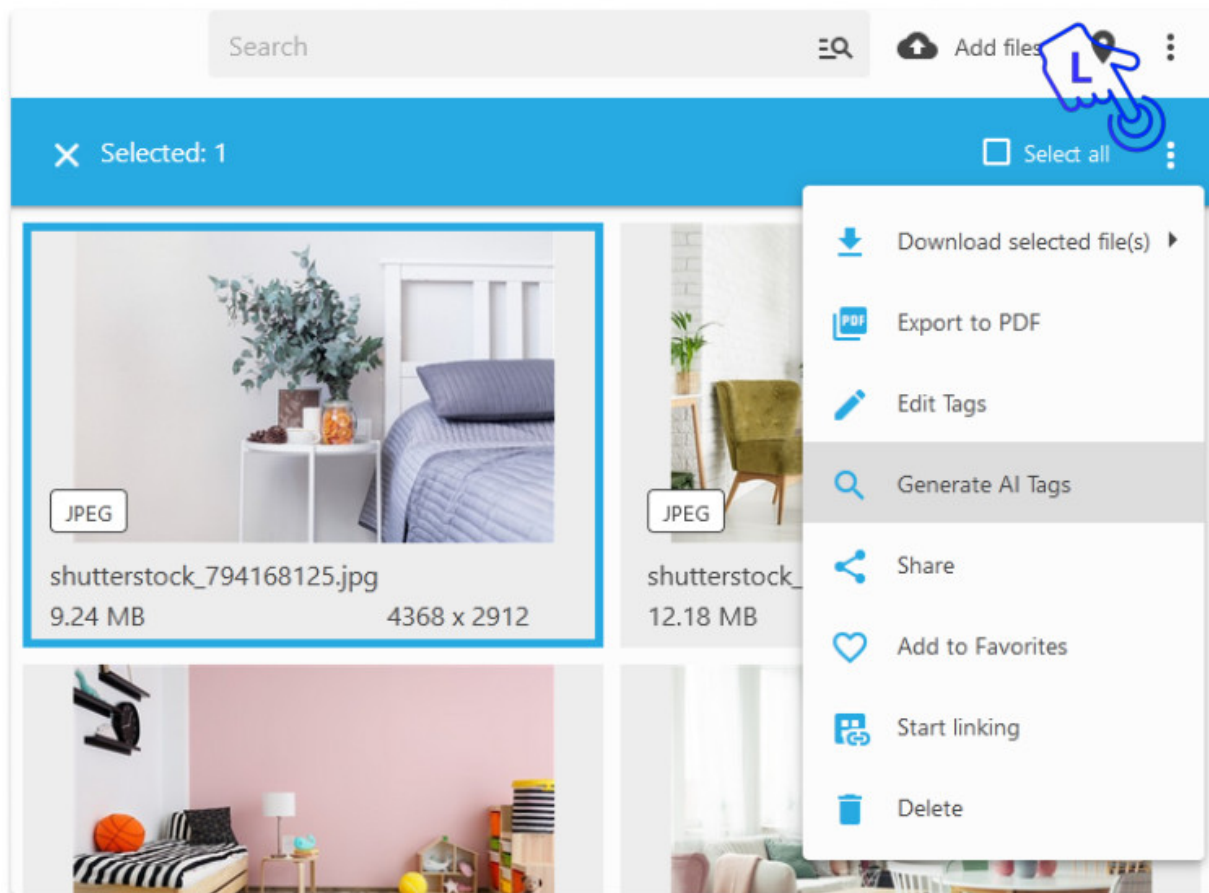 Search
Add files
L
Selected: 1
Select all
Download selected file(s)
PDF
Export to PDF
Edit Tags
Generate AI Tags
Share
Add to Favorites
Start linking
Delete
JPEG
shutterstock_794168125.jpg
9.24 MB 4368 x 2912
JPEG
shutterstock_
12.18 MB